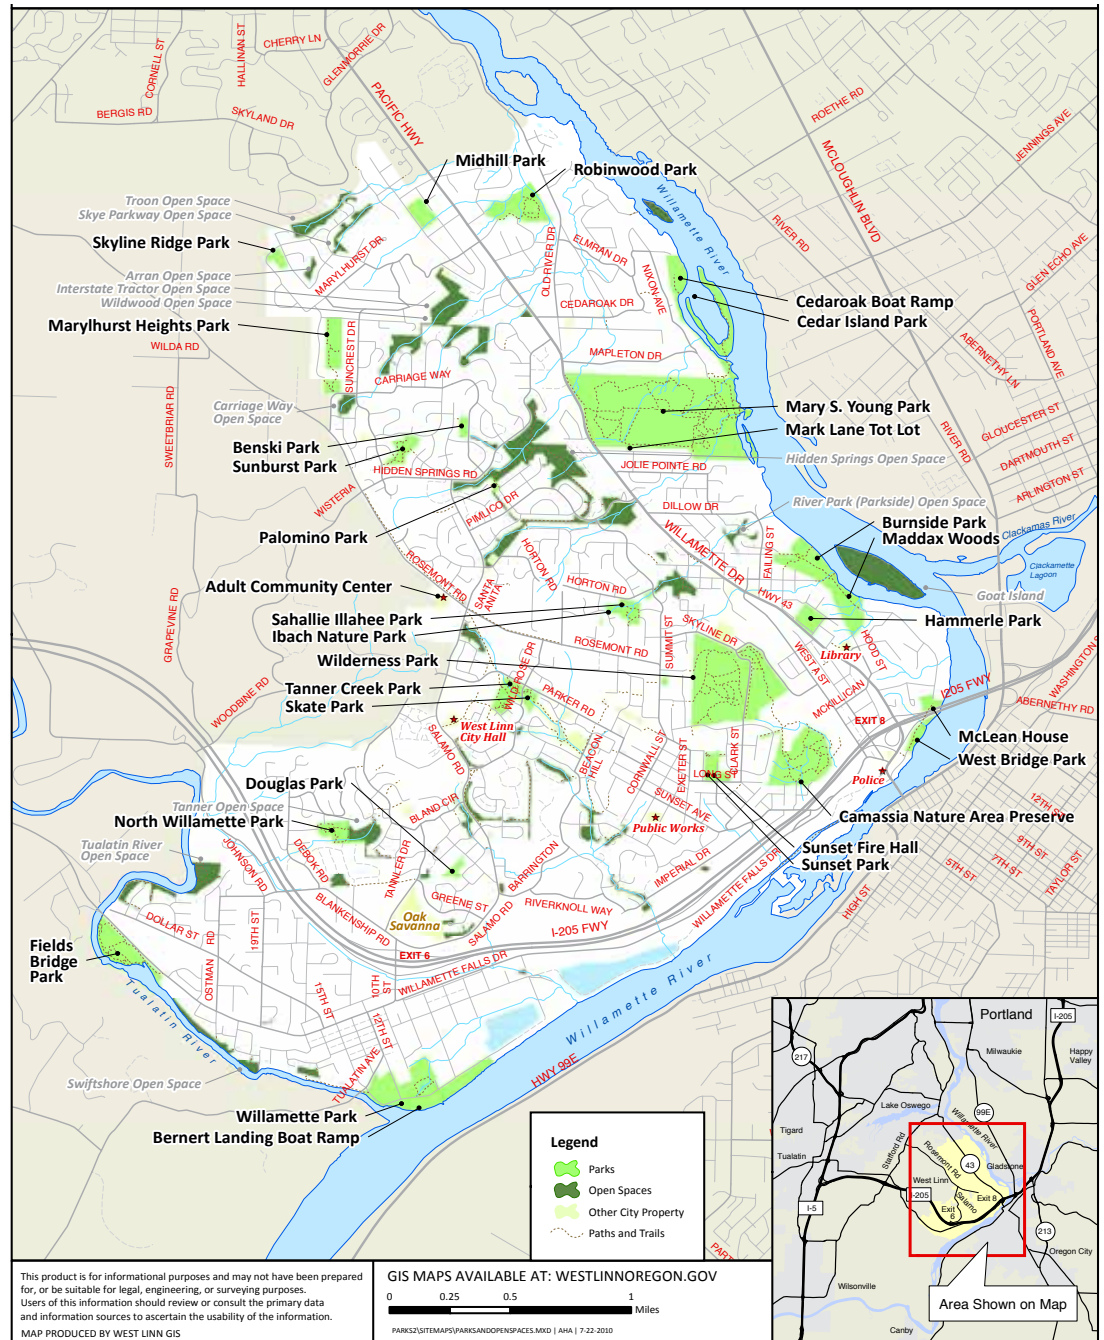 CHERRY LN
HALLINAN ST
CORNELL ST
GLENMORRIE DR
PACIFIC HWY
BERGIS RD
SKYLAND DR
ROETHE RD
JENNINGS AVE
MCLOUGHLIN BLVD
Midhill Park
Robinwood Park
Willamette River
Troon Open Space
Skye Parkway Open Space
Skyline Ridge Park
MARYLHURST DR
OLD RIVER DR
ELMRAN DR
NIXON AVE
RIVER RD
GLEN ECHO AVE
Arran Open Space
Interstate Tractor Open Space
Wildwood Open Space
CEDAROAK DR
Cedaroak Boat Ramp
Cedar Island Park
PORTLAND AVE
Marylhurst Heights Park
WILDA RD
SUNCREST DR
MAPLETON DR
ABERNETHY LN
CARRIAGE WAY
SWEETBRIAR RD
Carriage Way
Open Space
Mary S. Young Park
Mark Lane Tot Lot
GLOUCESTER ST
RIVER RD
DARTMOUTH ST
ARLINGTON ST
Benski Park
Sunburst Park
HIDDEN SPRINGS RD
JOLIE POINTE RD
Hidden Springs Open Space
WISTERIA
PIMLICO DR
DILLOW DR
River Park (Parkside) Open Space
Palomino Park
WILLAMETTE DR
FAILING ST
Burnside Park
Maddax Woods
Clackamas River
Clackamette
Lagoon
HORTON RD
ROSEMONT RD
SANTA
ANITA
HORTON RD
HWY 43
Goat Island
Adult Community Center
GRAPEVINE RD
Sahallie Illahee Park
Ibach Nature Park
SKYLINE DR
Hammerle Park
ROSEMONT RD
SUMMIT ST
WEST A ST
Library
HOOD ST
Wilderness Park
WOODBINE RD
Tanner Creek Park
Skate Park
WILD ROSE DR
PARKER RD
MCKILLICAN
EXIT 8
I205 FWY
WASHINGTON S
ABERNETHY RD
West Linn
City Hall
SALAMO RD
BEACON
HILL
CORNWALL ST
EXETER ST
CLARK ST
LONG ST
McLean House
West Bridge Park
Police
Douglas Park
Tanner Open Space
North Willamette Park
BLAND CIR
SUNSET AVE
Public Works
Camassia Nature Area Preserve
12TH ST
9TH ST
7TH ST
5TH ST
TAYLOR ST
Tualatin River
Open Space
JOHNSON RD
DEBOK RD
TANNLER DR
BARRINGTON
IMPERIAL DR
Sunset Fire Hall
Sunset Park
WILLAMETTE FALLS DR
HIGH ST
DOLLAR ST
OSTMAN RD
19TH ST
BLANKENSHIP RD
GREENE ST
Oak
Savanna
SALAMO RD
RIVERKNOLL WAY
I-205 FWY
EXIT 6
Fields
Bridge
Park
WILLAMETTE FALLS DR
10TH
ST
15TH ST
12TH ST
Tualatin River
Willamette River
TUALATIN AVE
HWY 99E
Swiftshore Open Space
Willamette Park
Bernert Landing Boat Ramp
PART
Legend
Parks
Open Spaces
Other City Property
Paths and Trails
Portland
I-205
217
Milwaukie
Happy
Valley
Lake Oswego
99E
Willamette River
Tigard
Tualatin
Stafford Rd
Rosemont Rd
43
Gladstone
West Linn
I-205
Salamo
Exit 8
Exit
6
I-5
213
Oregon City
Wilsonville
Canby
Area Shown on Map
This product is for informational purposes and may not have been prepared
for, or be suitable for legal, engineering, or surveying purposes.
Users of this information should review or consult the primary data
and information sources to ascertain the usability of the information.
MAP PRODUCED BY WEST LINN GIS
GIS MAPS AVAILABLE AT: WESTLINNOREGON.GOV
0 0.25 0.5 1
Miles
PARKS2\SITEMAPS\PARKSANDOPENSPACES.MXD | AHA | 7-22-2010